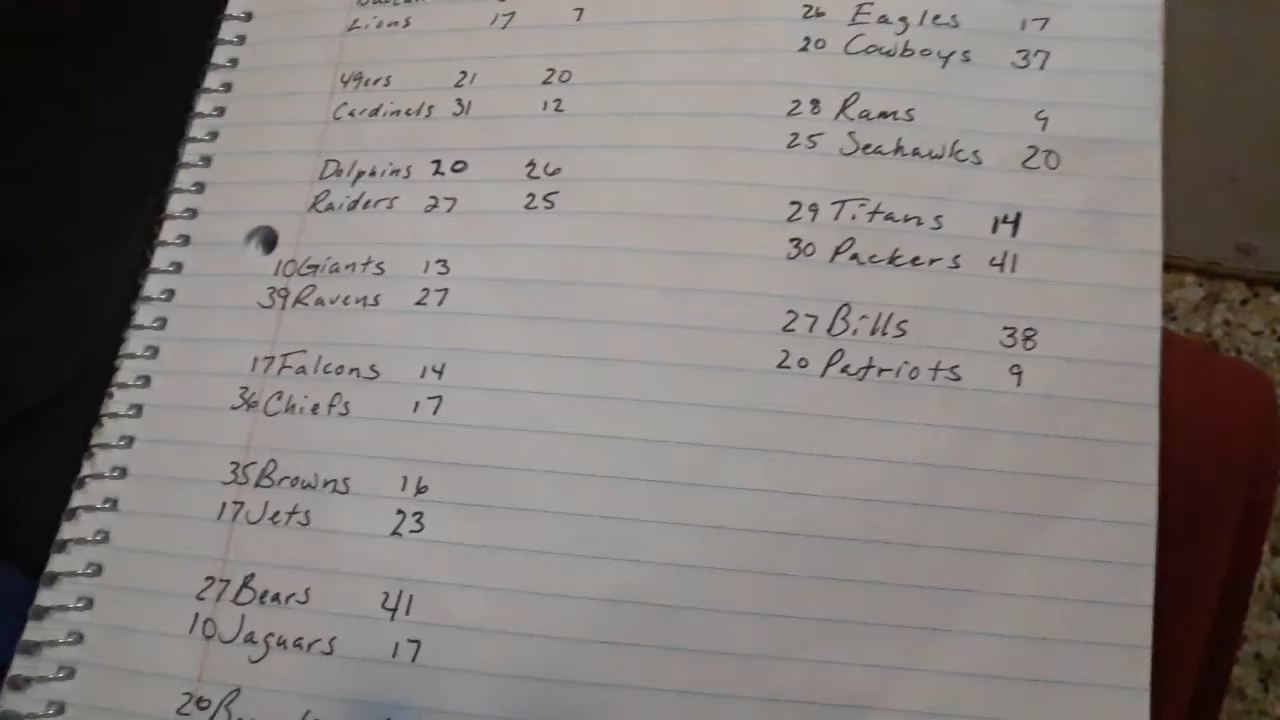 Lions 17 7
49ers 21 20
Cardinels 31 12
Dolphins 20 26
Raiders 27 25
10 Giants 13
39 Ravens 27
17 Falcons 14
36 Chiefs 17
35 Browns 16
17 Jets 23
27 Bears 41
10 Jaguars 17
26 Eagles 17
20 Cowboys 37
28 Rams 9
25 Seahawks 20
29 Titans 14
30 Packers 41
27 Bills 38
20 Patriots 9